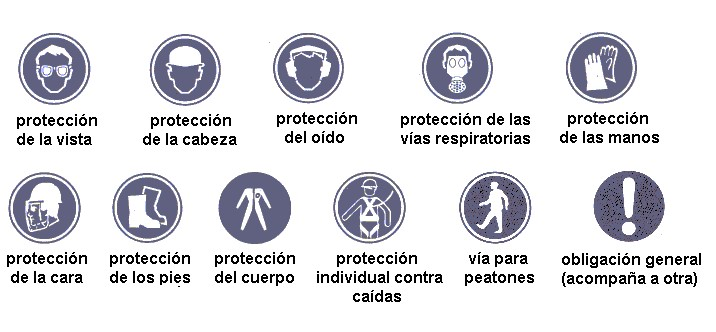 protección
de la vista
protección
de la cabeza
protección
del oído
protección de las
vías respiratorias
protección
de las manos
protección
de la cara
protección
de los pies
protección
del cuerpo
protección
individual contra
caídas
vía para
peatones
obligación general
(acompaña a otra)